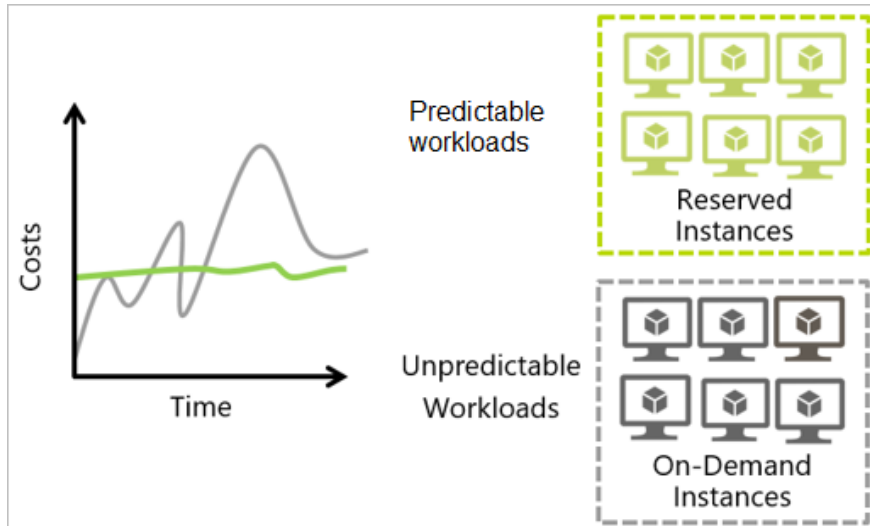 Predictable
workloads
Reserved
Instances
Costs
Time
Unpredictable
Workloads
On-Demand
Instances